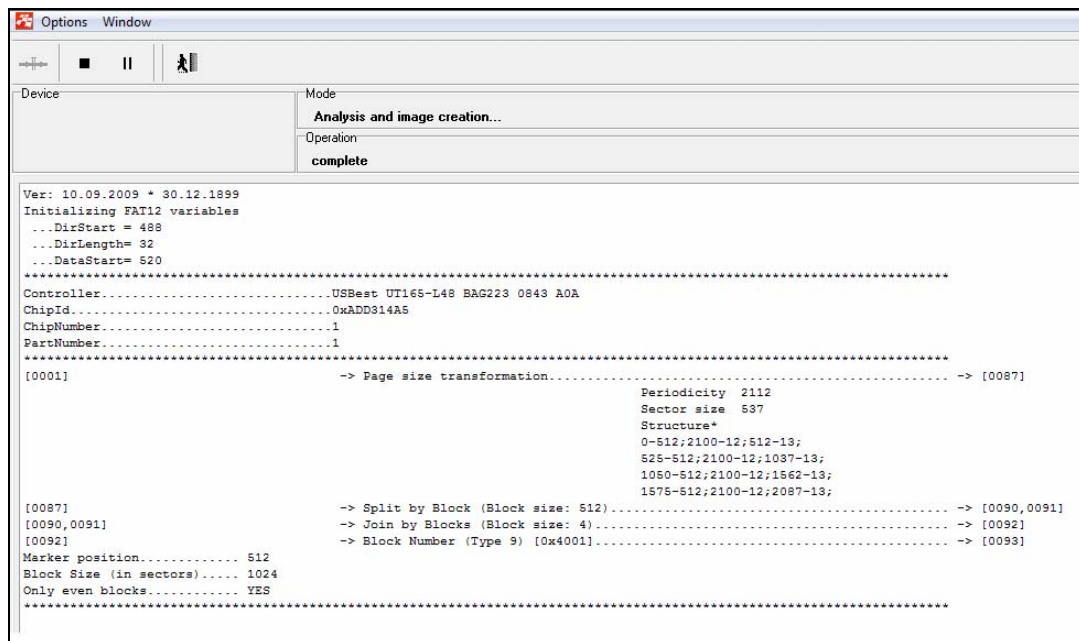 Options Window
Device
Mode
Analysis and image creation...
Operation
complete
Ver: 10.09.2009 * 30.12.1899
Initializing FAT12 variables
...DirStart = 488
...DirLength= 32
...DataStart= 520
******************************************************************************************************************************
Controller...............................USBest UT165-L48 BAG223 0843 A0A
ChipId...................................0xADD314A5
ChipNumber...............................1
PartNumber...............................1
******************************************************************************************************************************
[0001] -> Page size transformation...................................................... -> [0087]
Periodicity 2112
Sector size 537
Structure*
0-512;2100-12;512-13;
525-512;2100-12;1037-13;
1050-512;2100-12;1562-13;
1575-512;2100-12;2087-13;
[0087] -> Split by Block (Block size: 512).............................................. -> [0090,0091]
[0090,0091] -> Join by Blocks (Block size: 4)................................................ -> [0092]
[0092] -> Block Number (Type 9) [0x4001]................................................ -> [0093]
Marker position............. 512
Block Size (in sectors)..... 1024
Only even blocks............ YES
******************************************************************************************************************************